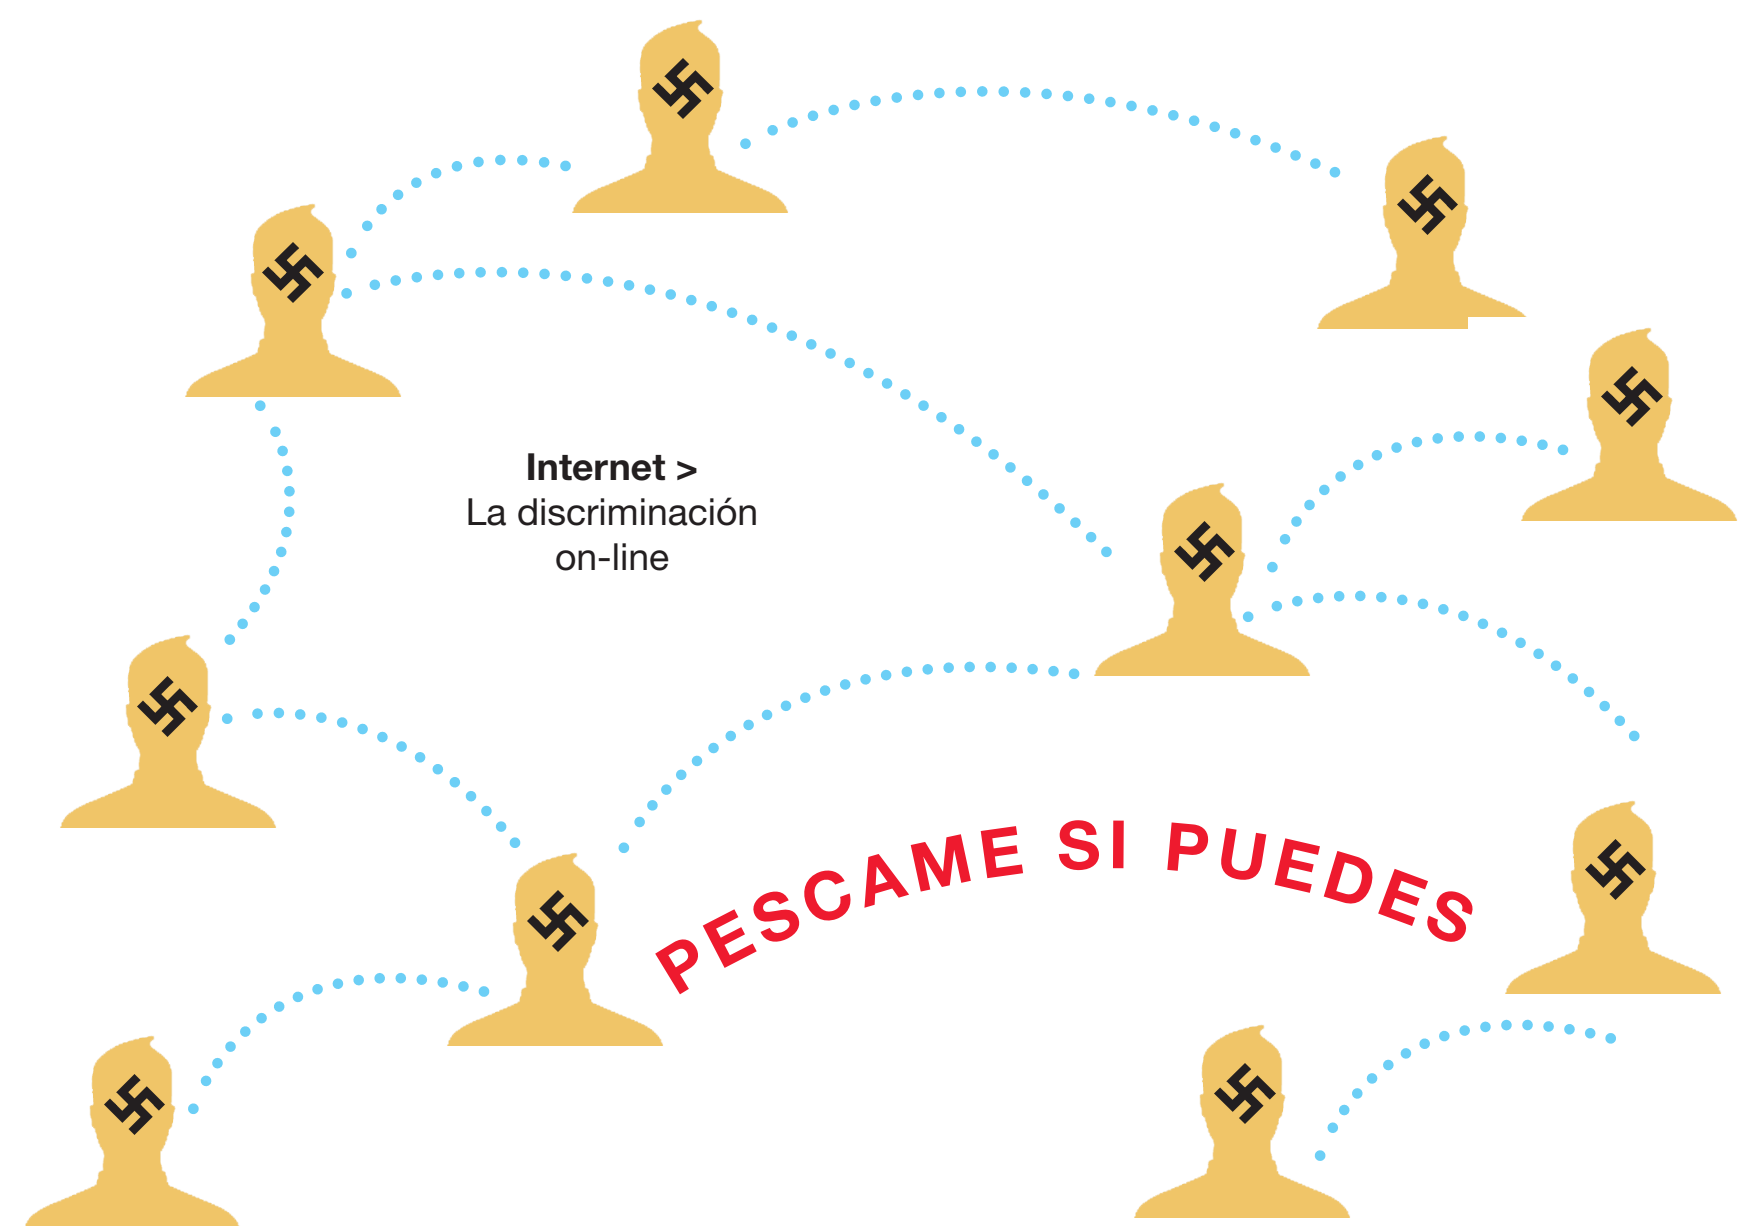 Internet >
La discriminación
on-line
PESCAME SI PUEDES